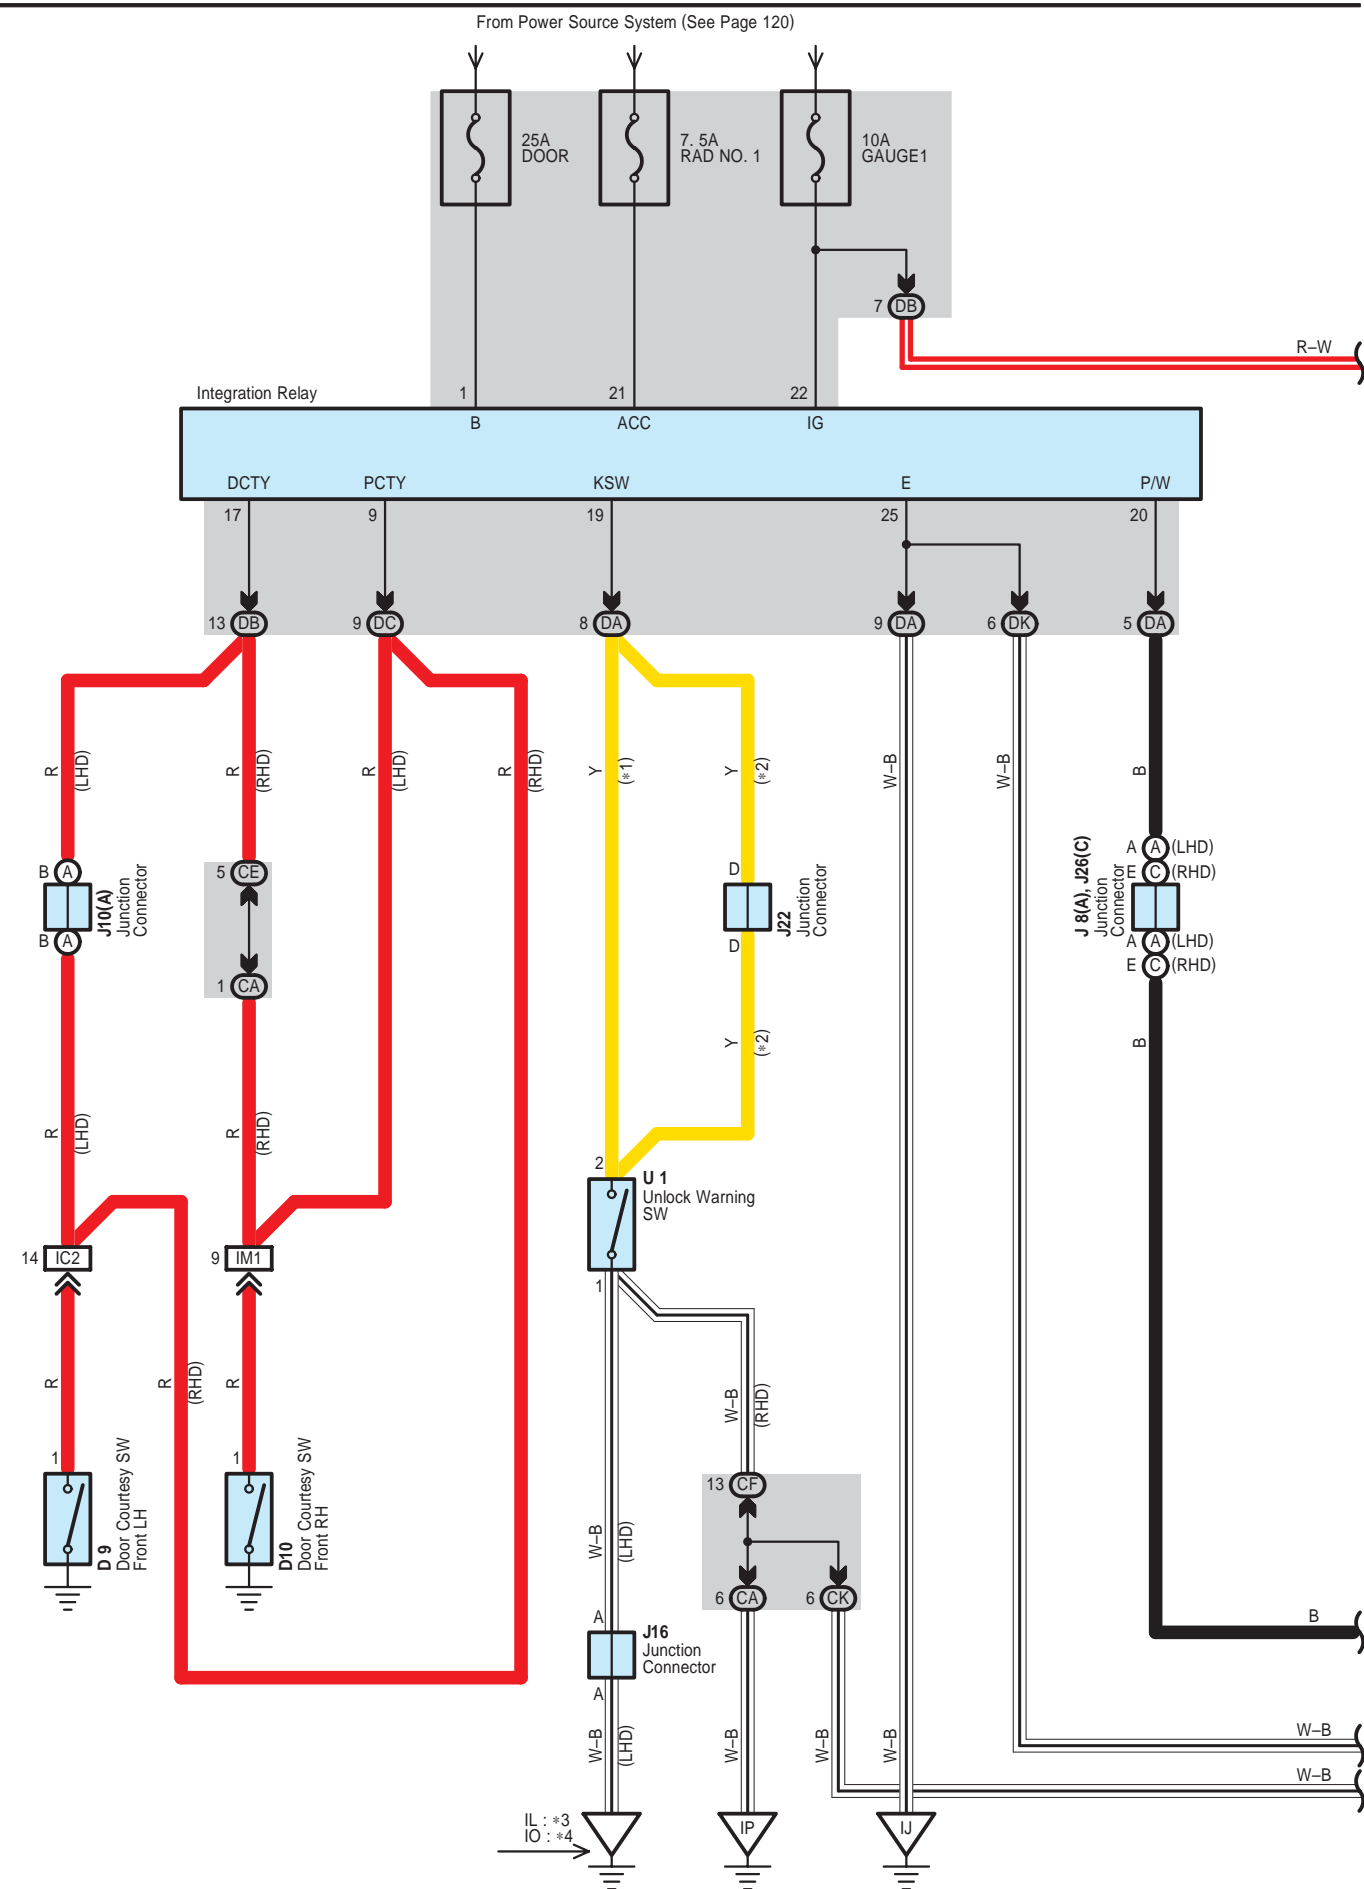 From Power Source System (See Page 120)
25A
DOOR
7. 5A
RAD NO. 1
10A
GAUGE1
7 DB
R–W
Integration Relay
1
21
22
B
ACC
IG
DCTY
PCTY
KSW
E
P/W
17
9
19
25
20
13 DB
9 DC
8 DA
9 DA
6 DK
5 DA
R
(LHD)
R
(RHD)
R
(LHD)
R
(RHD)
Y
(*1)
Y
(*2)
W–B
W–B
B
B A
J10(A)
Junction
Connector
B A
5 CE
1 CA
D
J22
Junction
Connector
D
A A (LHD)
E C (RHD)
J 8(A), J26(C)
Junction
Connector
A A (LHD)
E C (RHD)
Y
(*2)
B
R
(LHD)
R
(RHD)
2
U 1
Unlock Warning
SW
1
14 IC2
9 IM1
R
R
(RHD)
R
W–B
(RHD)
1
D 9
Door Courtesy SW
Front LH
1
D10
Door Courtesy SW
Front RH
13 CF
6 CA
6 CK
W–B
(LHD)
A
J16
Junction
Connector
A
B
W–B
(LHD)
W–B
W–B
W–B
W–B
W–B
IL : *3
IO : *4
IP
IJ